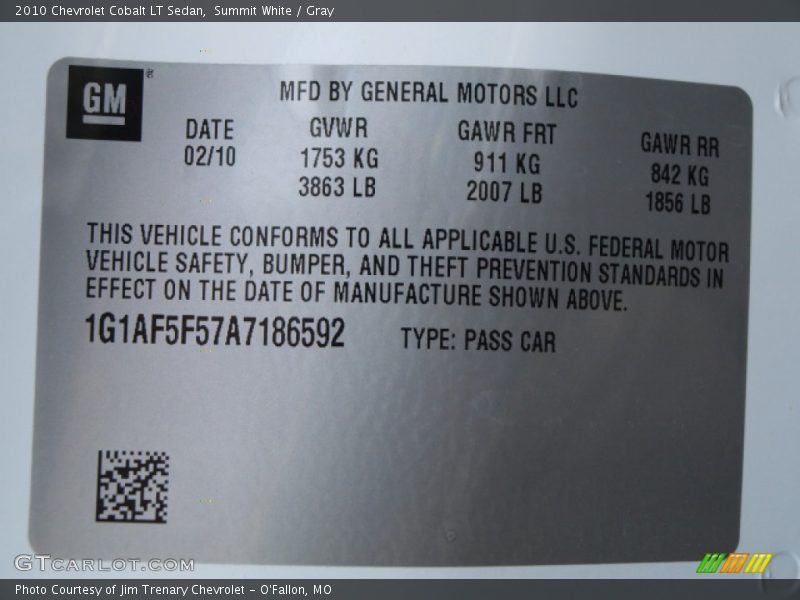 2010 Chevrolet Cobalt LT Sedan, Summit White / Gray
GM ®
MFD BY GENERAL MOTORS LLC
DATE GVWR GAWR FRT GAWR RR
02/10 1753 KG 911 KG 842 KG
3863 LB 2007 LB 1856 LB
THIS VEHICLE CONFORMS TO ALL APPLICABLE U.S. FEDERAL MOTOR
VEHICLE SAFETY, BUMPER, AND THEFT PREVENTION STANDARDS IN
EFFECT ON THE DATE OF MANUFACTURE SHOWN ABOVE.
1G1AF5F57A7186592 TYPE: PASS CAR
GTCARLOT.COM
Photo Courtesy of Jim Trenary Chevrolet - O'Fallon, MO